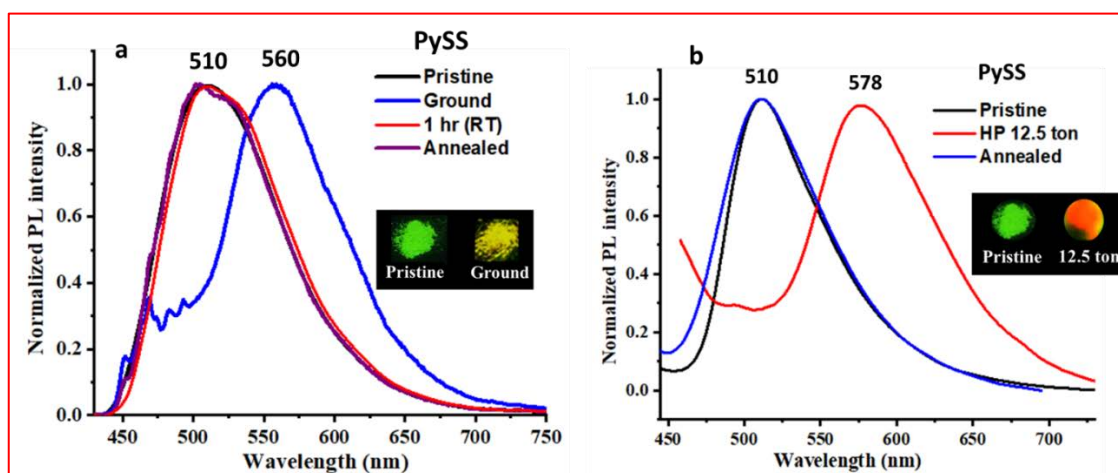 a
510 560
PySS
Pristine
Ground
1 hr (RT)
Annealed
Pristine Ground
Normalized PL intensity
1.0
0.8
0.6
0.4
0.2
0.0
450 500 550 600 650 700 750
Wavelength (nm)
b
510 578
PySS
Pristine
HP 12.5 ton
Annealed
Pristine 12.5 ton
Normalized PL intensity
1.0
0.8
0.6
0.4
0.2
0.0
450 500 550 600 650 700
Wavelength (nm)